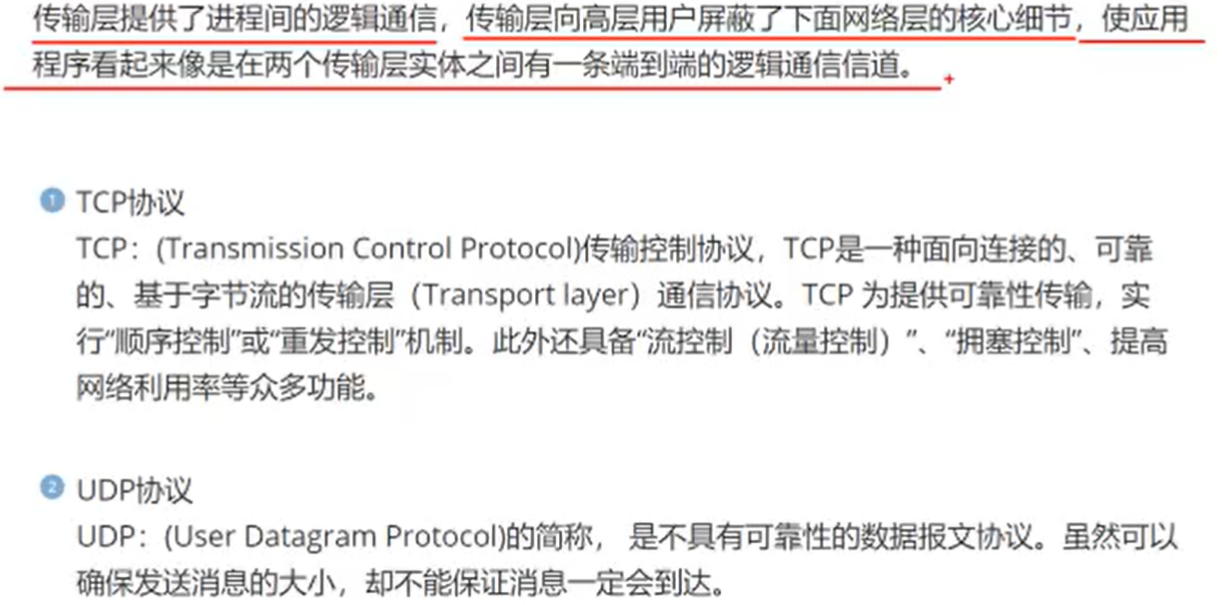 传输层提供了进程间的逻辑通信，传输层向高层用户屏蔽了下面网络层的核心细节，使应用
程序看起来像是在两个传输层实体之间有一条端到端的逻辑通信信道。
1 TCP协议
TCP：(Transmission Control Protocol)传输控制协议，TCP是一种面向连接的、可靠
的、基于字节流的传输层（Transport layer）通信协议。TCP 为提供可靠性传输，实
行“顺序控制”或“重发控制”机制。此外还具备“流控制（流量控制）”、“拥塞控制”、提高
网络利用率等众多功能。
2 UDP协议
UDP：(User Datagram Protocol)的简称， 是不具有可靠性的数据报文协议。虽然可以
确保发送消息的大小，却不能保证消息一定会到达。